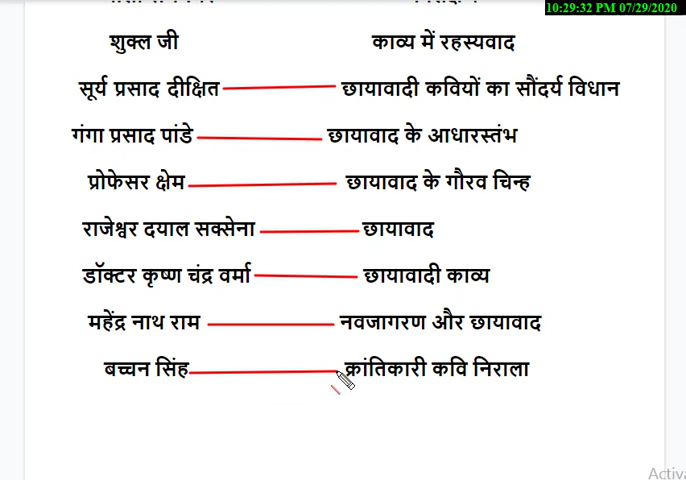 10:29:32 PM 07/29/2020
शुक्ल जी काव्य में रहस्यवाद
सूर्य प्रसाद दीक्षित छायावादी कवियों का सौंदर्य विधान
गंगा प्रसाद पांडे छायावाद के आधारस्तंभ
प्रोफेसर क्षेम छायावाद के गौरव चिन्ह
राजेश्वर दयाल सक्सेना छायावाद
डॉक्टर कृष्ण चंद्र वर्मा छायावादी काव्य
महेंद्र नाथ राम नवजागरण और छायावाद
बच्चन सिंह क्रांतिकारी कवि निराला